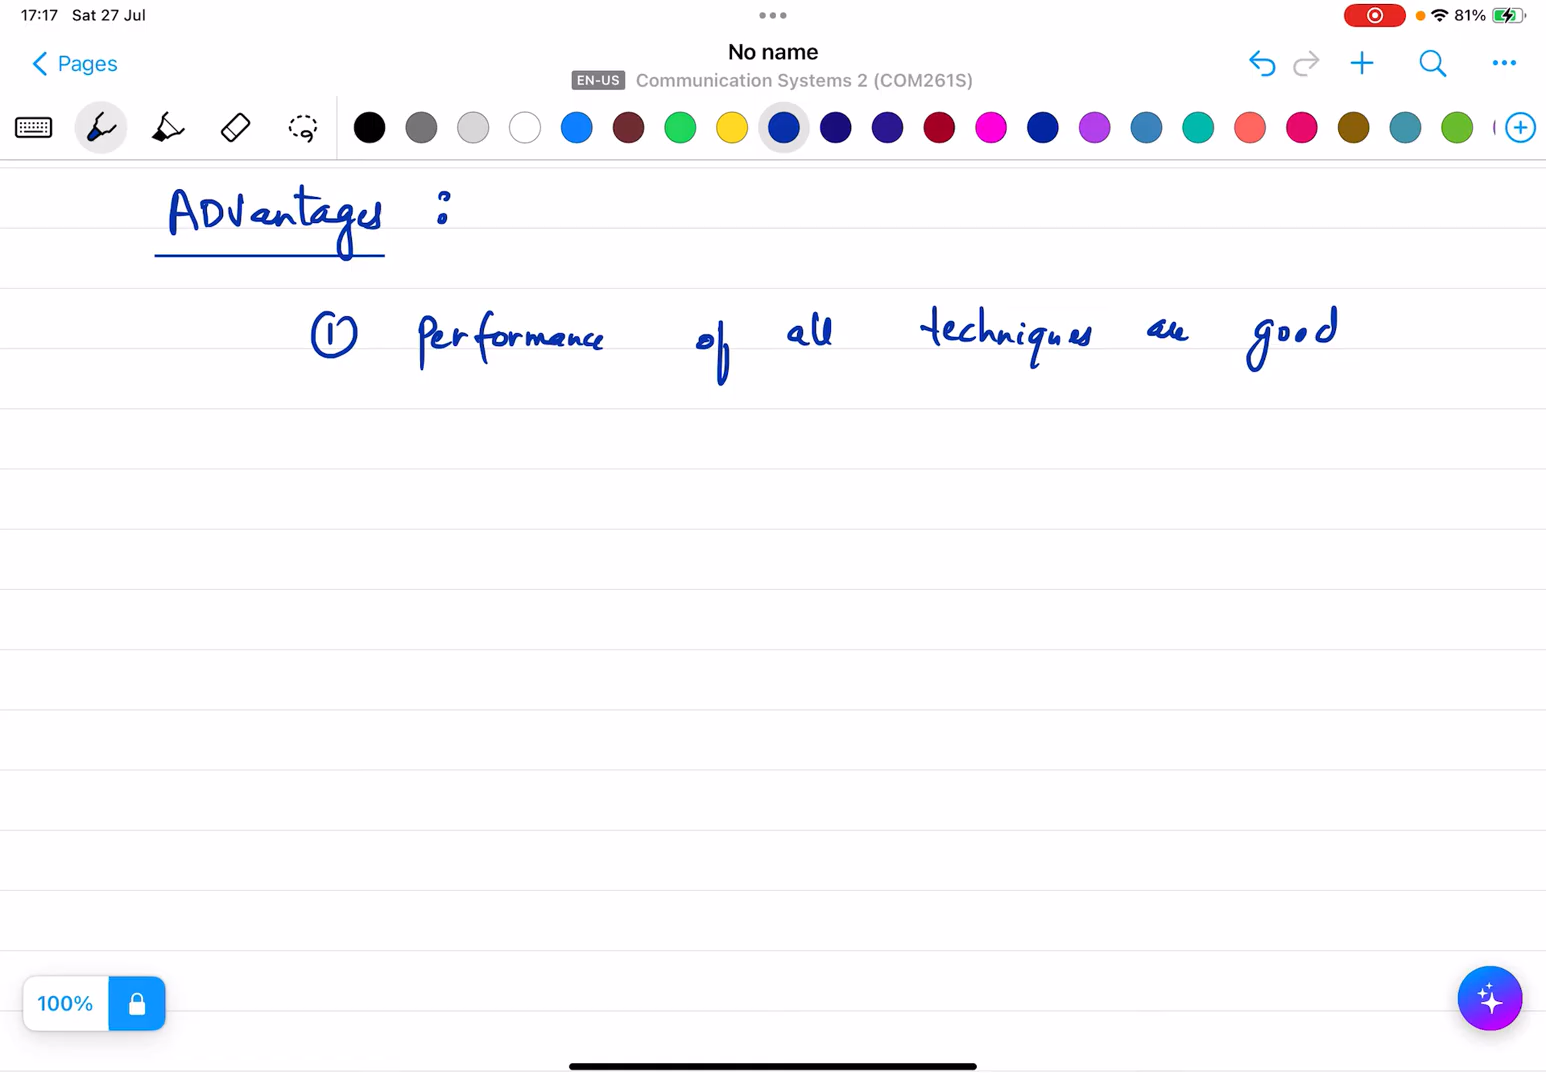 17:17 Sat 27 Jul
81%
No name
Pages
EN-US Communication Systems 2 (COM261S)
ADvantages :
① Performance of all techniques are good
100%